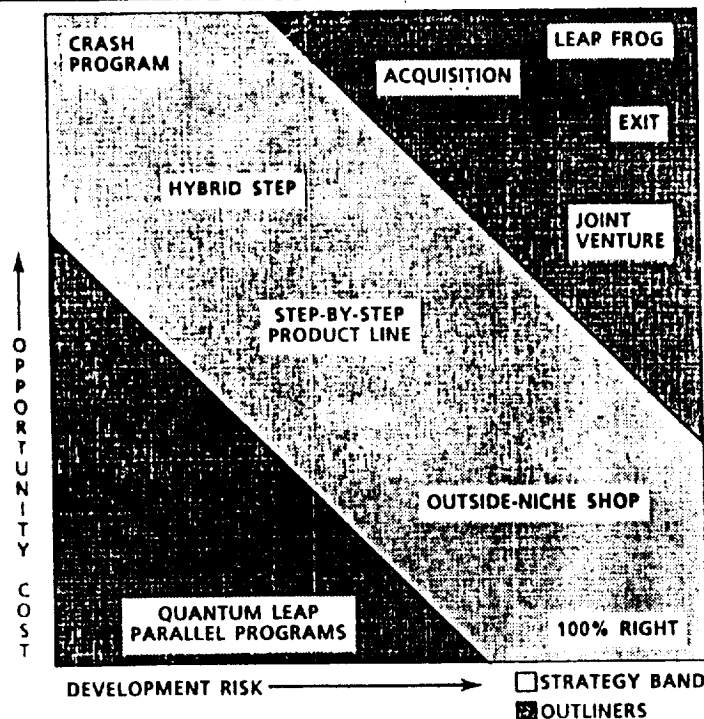 CRASH
PROGRAM
LEAP FROG
ACQUISITION
EXIT
HYBRID STEP
JOINT
VENTURE
STEP-BY-STEP
PRODUCT LINE
OUTSIDE-NICHE SHOP
QUANTUM LEAP
PARALLEL PROGRAMS
100% RIGHT
OPPORTUNITY COST
DEVELOPMENT RISK
STRATEGY BAND
OUTLINERS